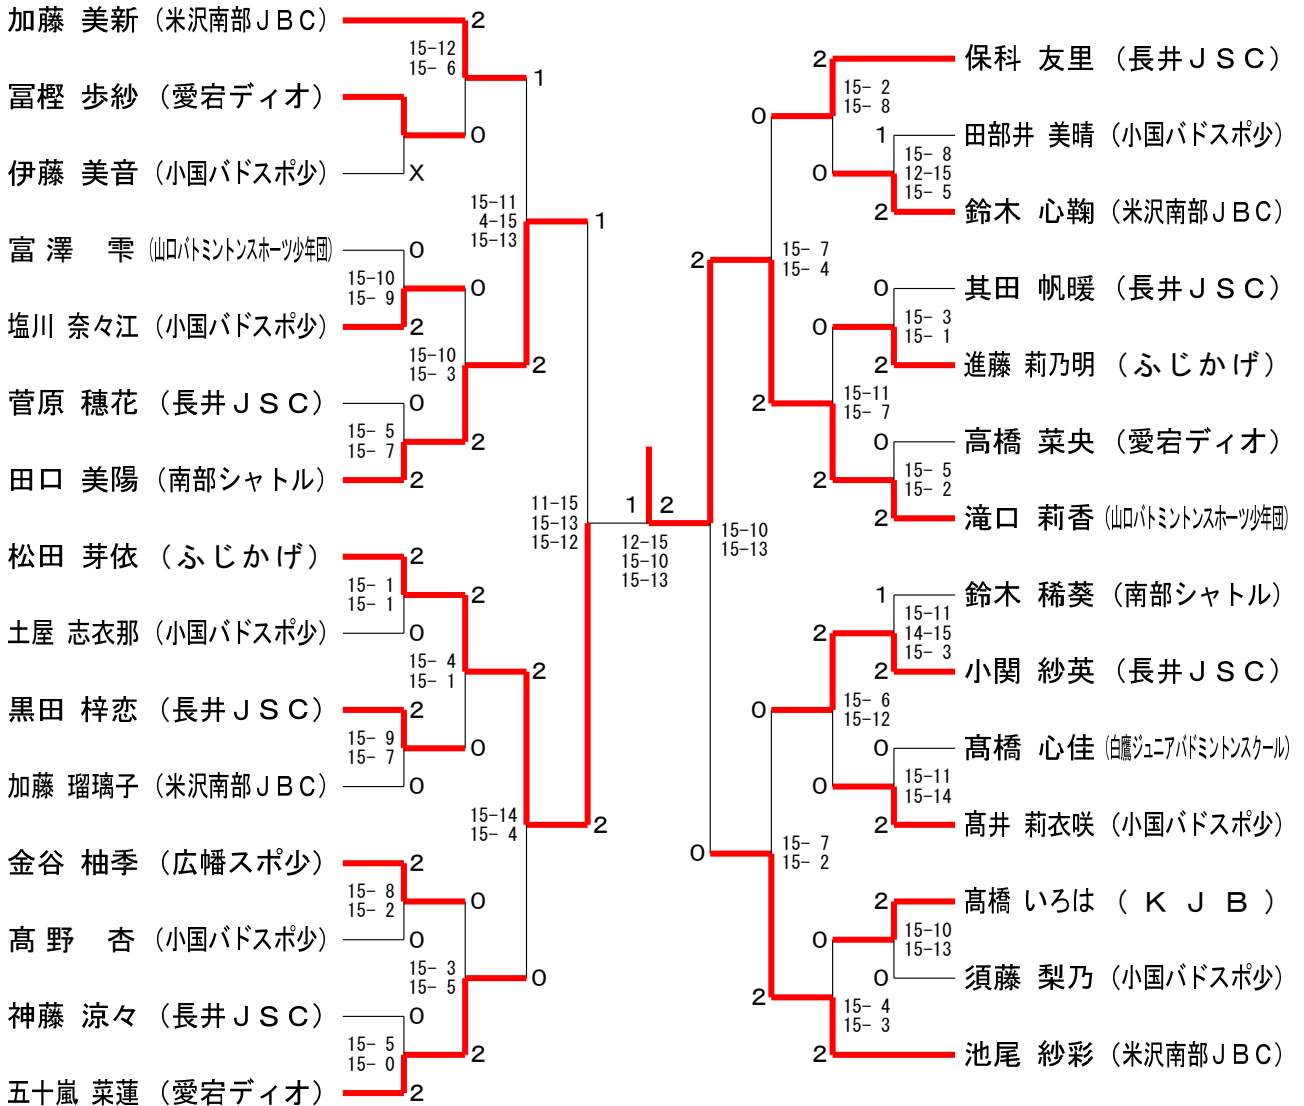 加藤 美新 (米沢南部ＪＢＣ) 2
15-12
15- 6
1
冨樫 歩紗 (愛宕ディオ)
0
伊藤 美音 (小国バドスポ少) X
15-11
4-15
15-13
1
富澤 雫 (山口バトミントンスホーツ少年団) 0
15-10
15- 9
0
塩川 奈々江 (小国バドスポ少) 2
15-10
15- 3
2
菅原 穂花 (長井ＪＳＣ) 0
15- 5
15- 7
2
田口 美陽 (南部シャトル) 2
11-15
15-13
15-12
松田 芽依 (ふじかげ) 2
15- 1
15- 1
2
土屋 志衣那 (小国バドスポ少) 0
15- 4
15- 1
2
黒田 梓恋 (長井ＪＳＣ) 2
15- 9
15- 7
0
加藤 瑠璃子 (米沢南部ＪＢＣ) 0
15-14
15- 4
2
金谷 柚季 (広幡スポ少) 2
15- 8
15- 2
0
髙野 杏 (小国バドスポ少) 0
15- 3
15- 5
0
神藤 涼々 (長井ＪＳＣ) 0
15- 5
15- 0
2
五十嵐 菜蓮 (愛宕ディオ) 2
1 2
12-15
15-10
15-13
2 保科 友里 (長井ＪＳＣ)
15- 2
15- 8
0
1 田部井 美晴 (小国バドスポ少)
15- 8
12-15
15- 5
0
2 鈴木 心鞠 (米沢南部ＪＢＣ)
15- 7
15- 4
2
0 其田 帆暖 (長井ＪＳＣ)
15- 3
15- 1
0
2 進藤 莉乃明 (ふじかげ)
15-11
15- 7
2
0 高橋 菜央 (愛宕ディオ)
15- 5
15- 2
2
2 滝口 莉香 (山口バトミントンスホーツ少年団)
15-10
15-13
1 鈴木 稀葵 (南部シャトル)
15-11
14-15
15- 3
2
2 小関 紗英 (長井ＪＳＣ)
15- 6
15-12
0
0 髙橋 心佳 (白鷹ジュニアバドミントンスクール)
15-11
15-14
0
2 髙井 莉衣咲 (小国バドスポ少)
15- 7
15- 2
0
2 髙橋 いろは (ＫＪＢ)
15-10
15-13
0
0 須藤 梨乃 (小国バドスポ少)
15- 4
15- 3
2
2 池尾 紗彩 (米沢南部ＪＢＣ)